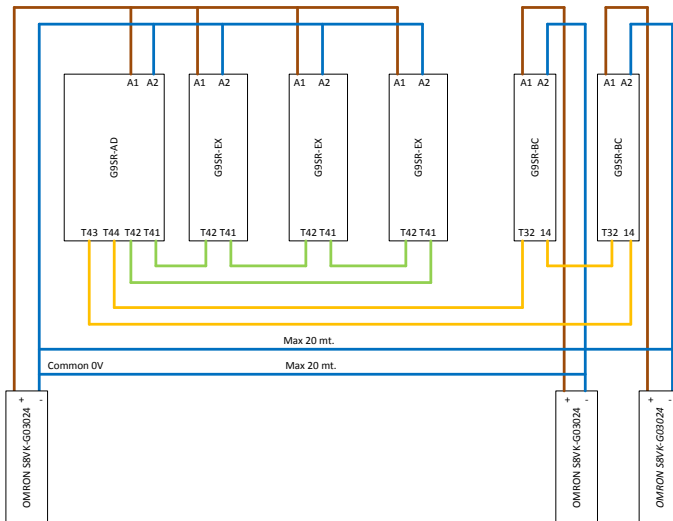 A1 A2 A1 A2 A1 A2 A1 A2 A1 A2 A1 A2
G9SR-AD
G9SR-EX
G9SR-EX
G9SR-EX
G9SR-BC
G9SR-BC
T43 T44 T42 T41 T42 T41 T42 T41 T42 T41 T32 14 T32 14
Max 20 mt.
Common 0V Max 20 mt.
+ - + - + -
OMRON S8VK-G03024
OMRON S8VK-G03024
OMRON S8VK-G03024